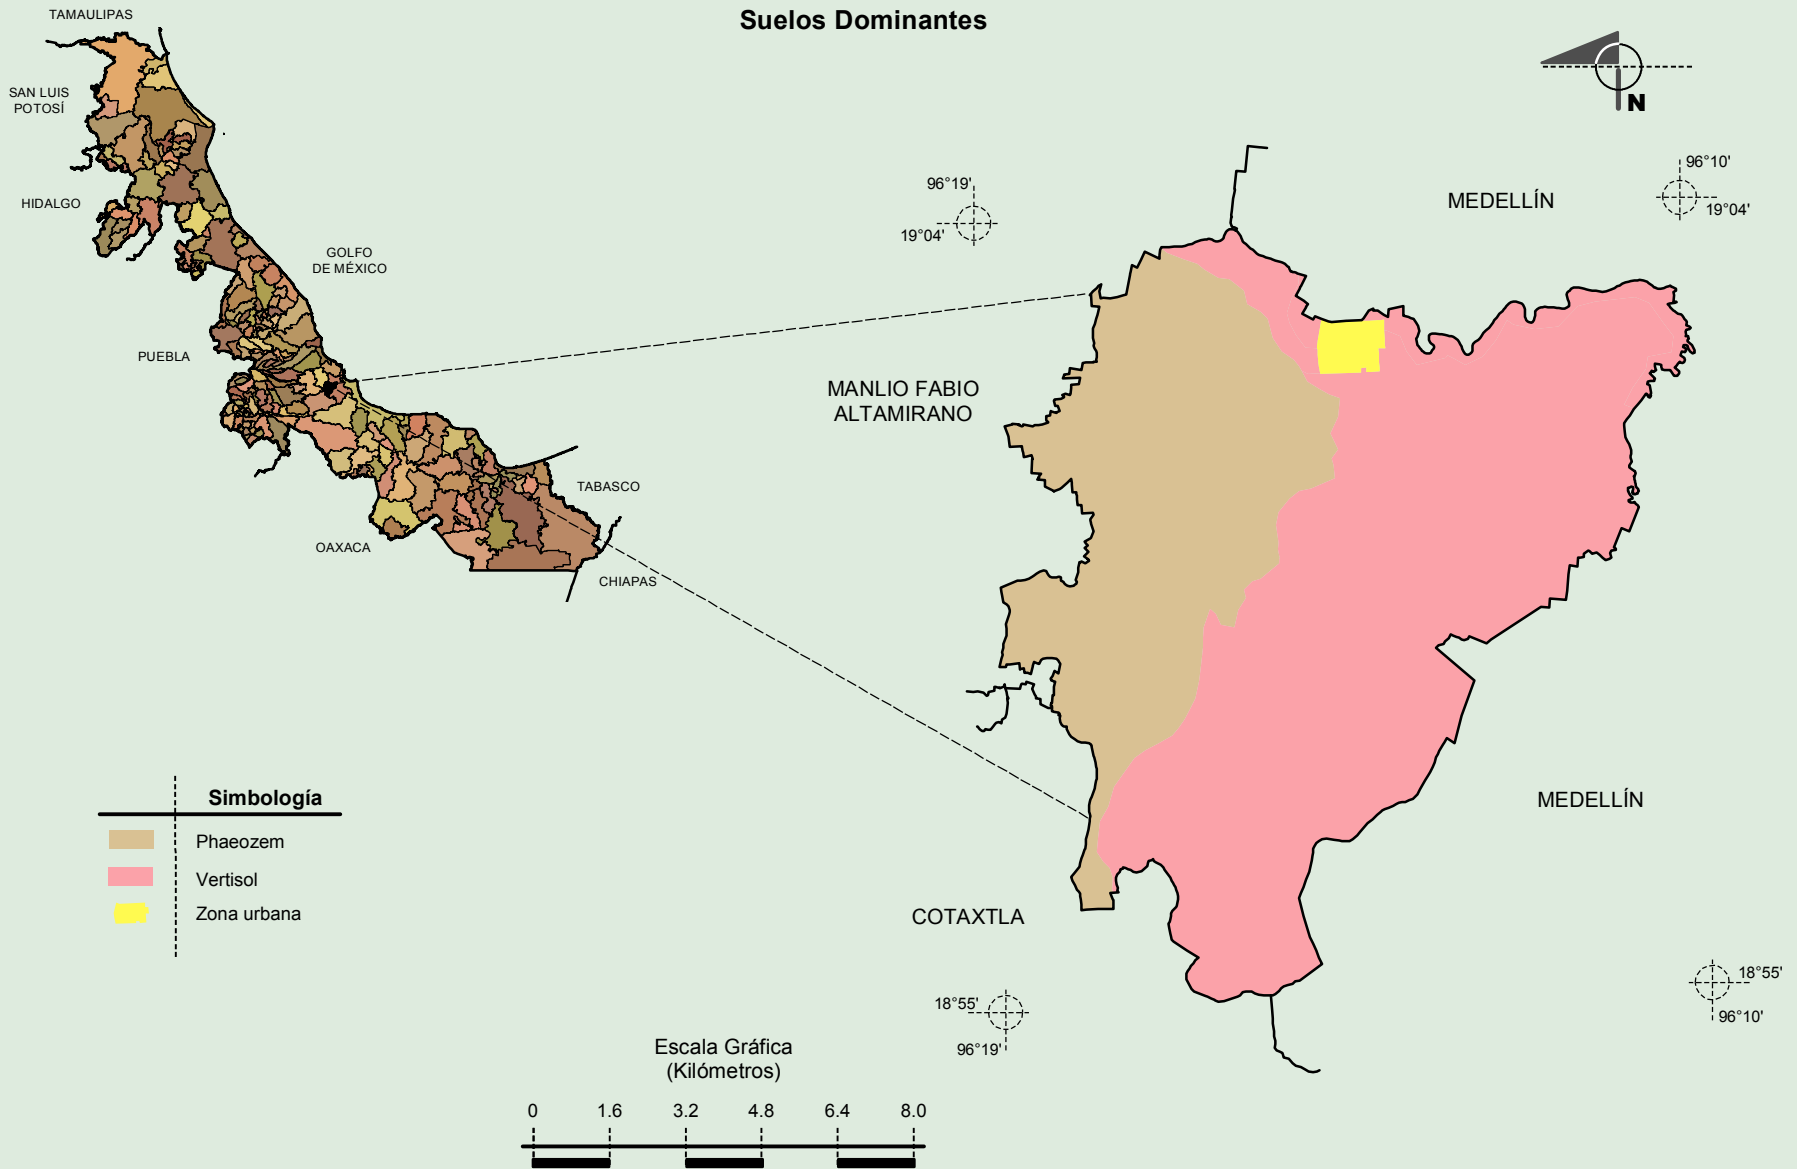 Suelos Dominantes
TAMAULIPAS
SAN LUIS
POTOSÍ
HIDALGO
GOLFO
DE MÉXICO
PUEBLA
OAXACA
TABASCO
CHIAPAS
N
96°19'
19°04'
96°10'
19°04'
MEDELLÍN
MANLIO FABIO
ALTAMIRANO
MEDELLÍN
COTAXTLA
18°55'
96°19'
18°55'
96°10'
Simbología
Phaeozem
Vertisol
Zona urbana
Escala Gráfica
(Kilómetros)
0 1.6 3.2 4.8 6.4 8.0